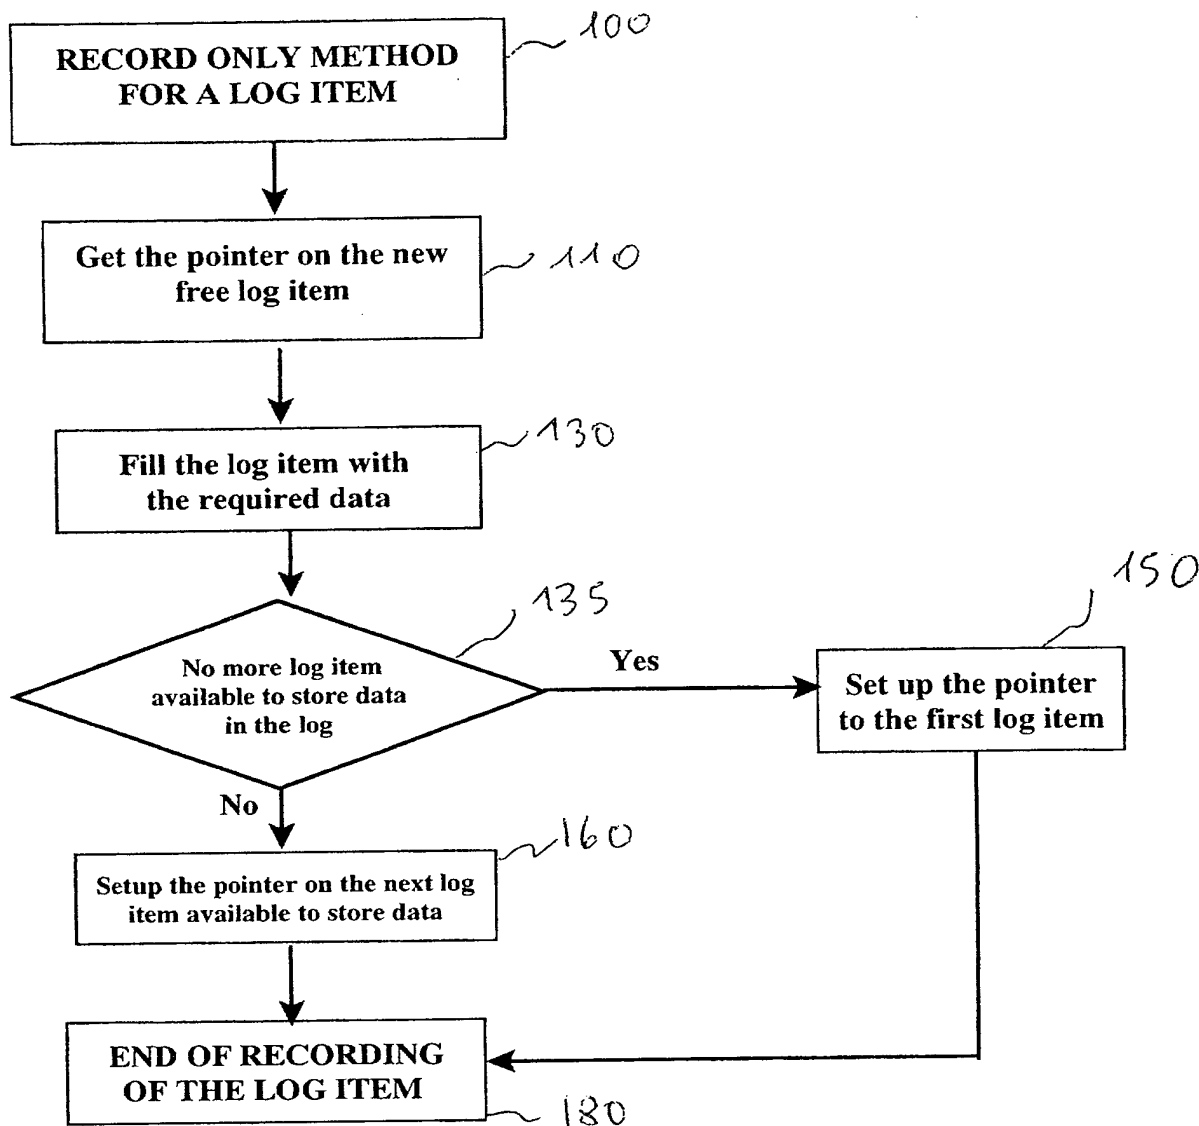 RECORD ONLY METHOD
FOR A LOG ITEM
100
Get the pointer on the new
free log item
110
Fill the log item with
the required data
130
No more log item
available to store data
in the log
135
Yes
Set up the pointer
to the first log item
150
No
Setup the pointer on the next log
item available to store data
160
END OF RECORDING
OF THE LOG ITEM
180